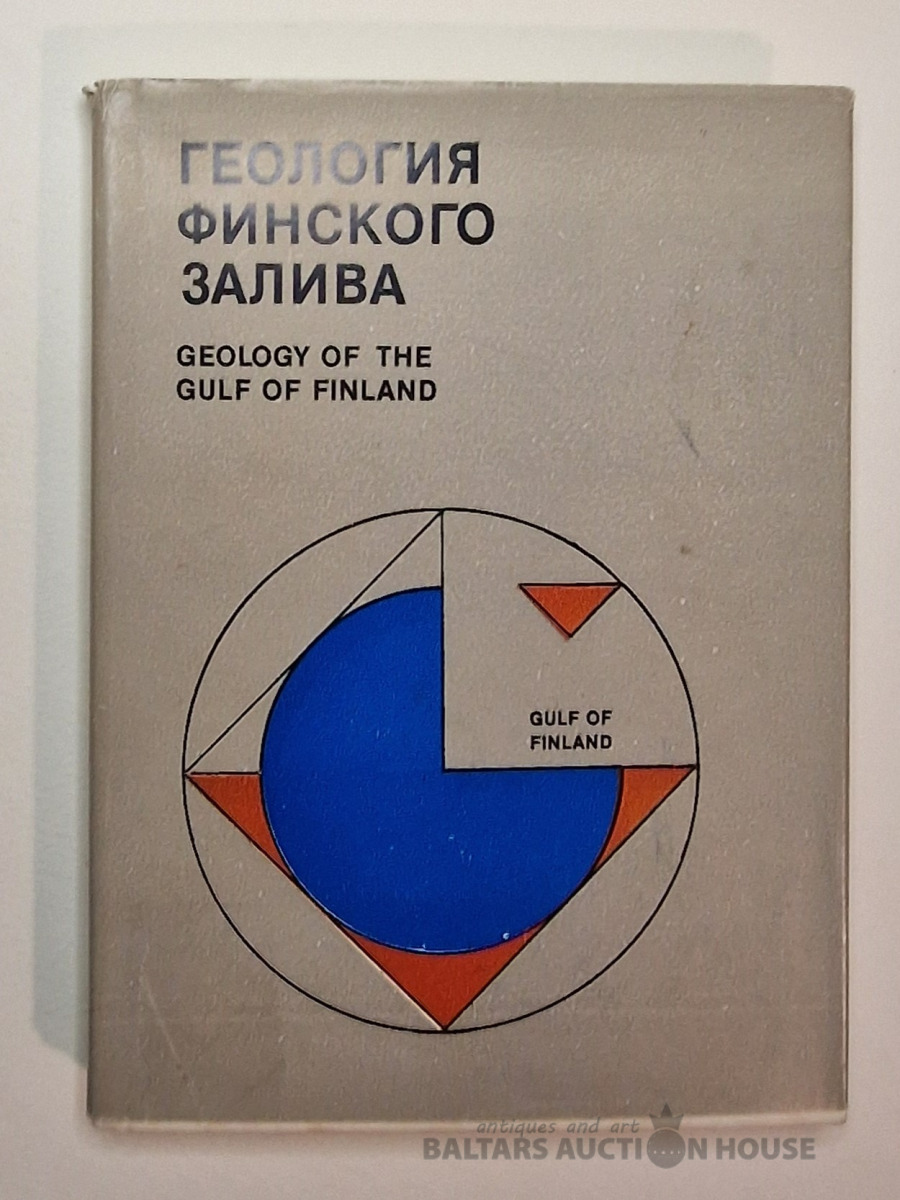 ГЕОЛОГИЯ
ФИНСКОГО
ЗАЛИВА
GEOLOGY OF THE
GULF OF FINLAND
GULF OF
FINLAND
antiques and art
BALTARS AUCTION HOUSE